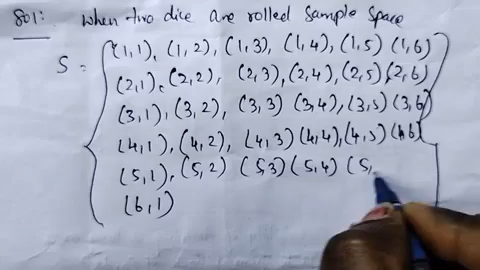 Sol: When two dice are rolled sample space
S = { (1,1), (1,2), (1,3), (1,4), (1,5) (1,6)
(2,1), (2,2), (2,3), (2,4), (2,5) (2,6)
(3,1), (3,2), (3,3) (3,4), (3,5) (3,6)
(4,1), (4,2), (4,3) (4,4), (4,5) (4,6)
(5,1), (5,2) (5,3) (5,4) (5,
(6,1) }